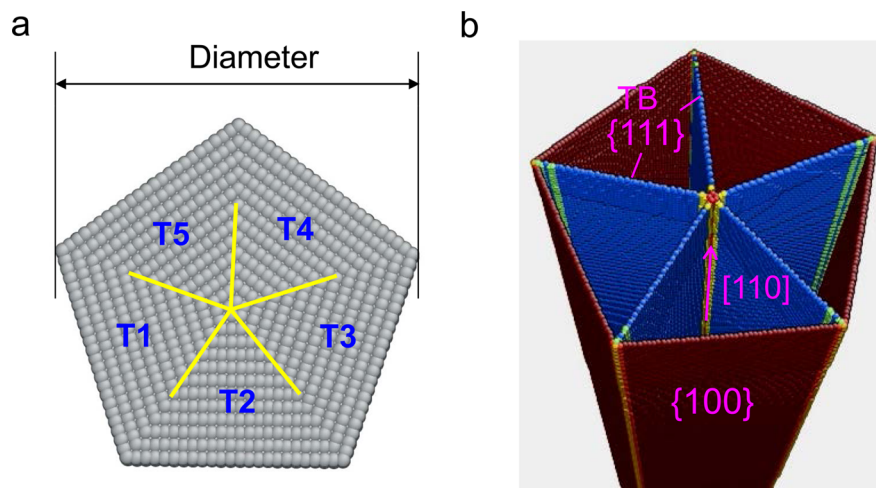 a
b
Diameter
TB
{111}
T5
T4
[110]
T1
T3
T2
{100}